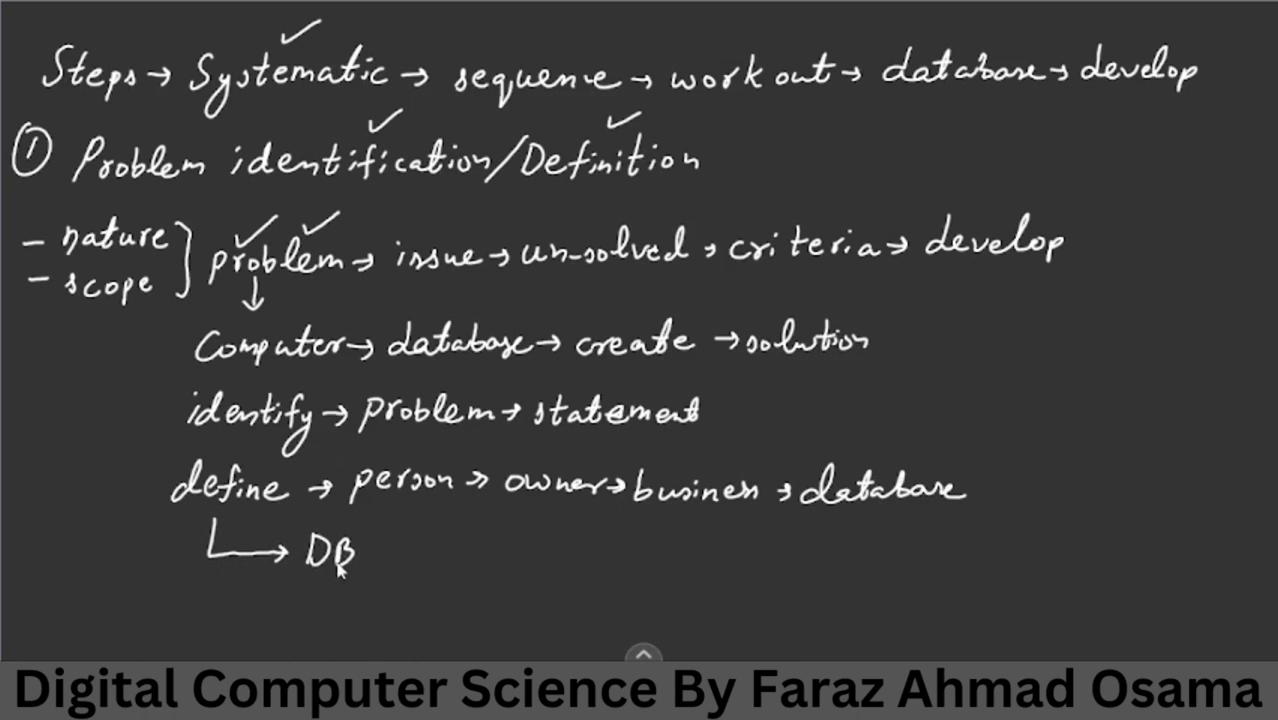 Steps → Systematic → sequence → work out → database → develop
① Problem identification/Definition
- nature
- scope
problem → issue → un-solved → criteria → develop
Computer → database → create → solution
identify → problem → statement
define → person → owner → business → database
→ DB
Digital Computer Science By Faraz Ahmad Osama